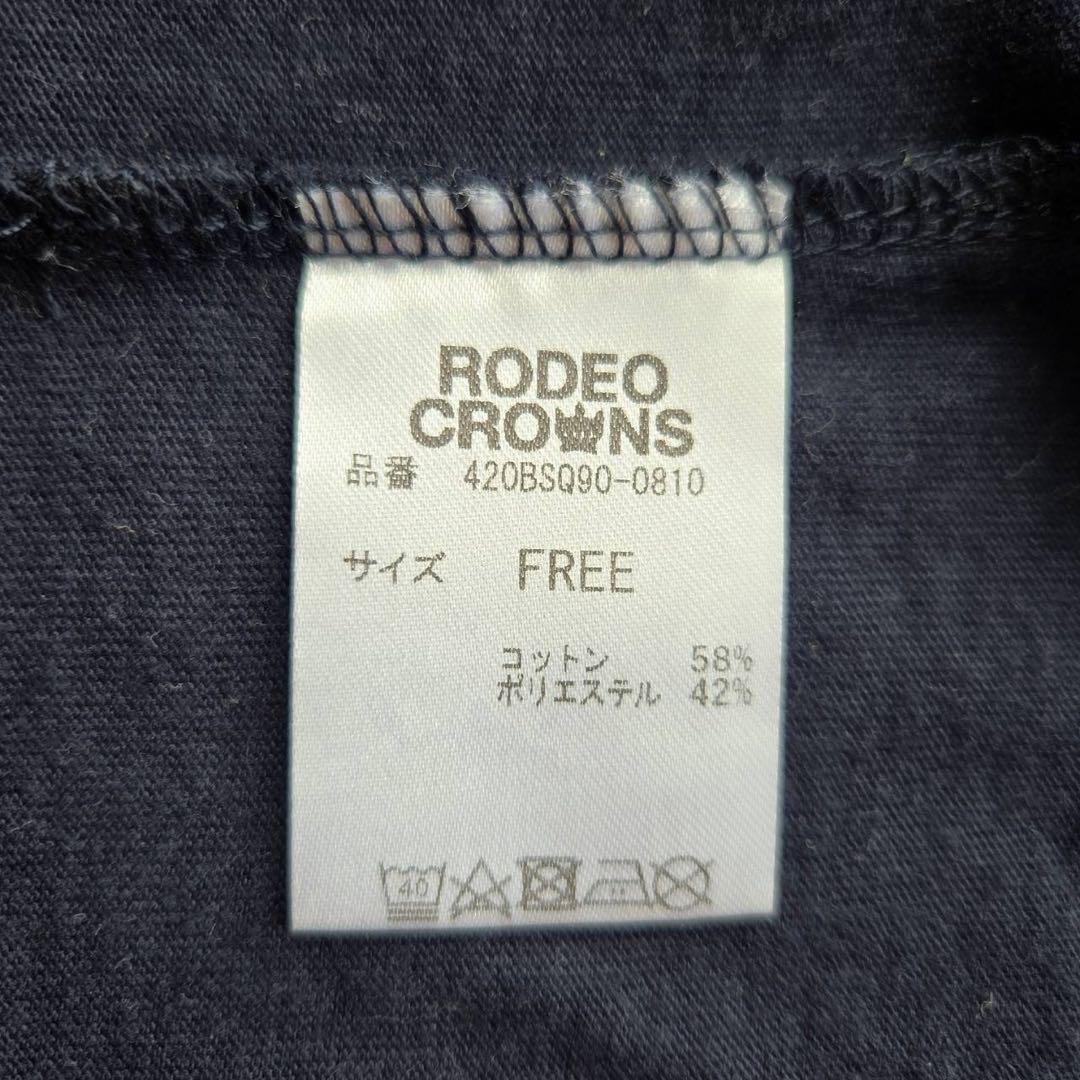 RODEO
CROWNS
品番 420BSQ90-0810
サイズ FREE
コットン 58%
ポリエステル 42%
40